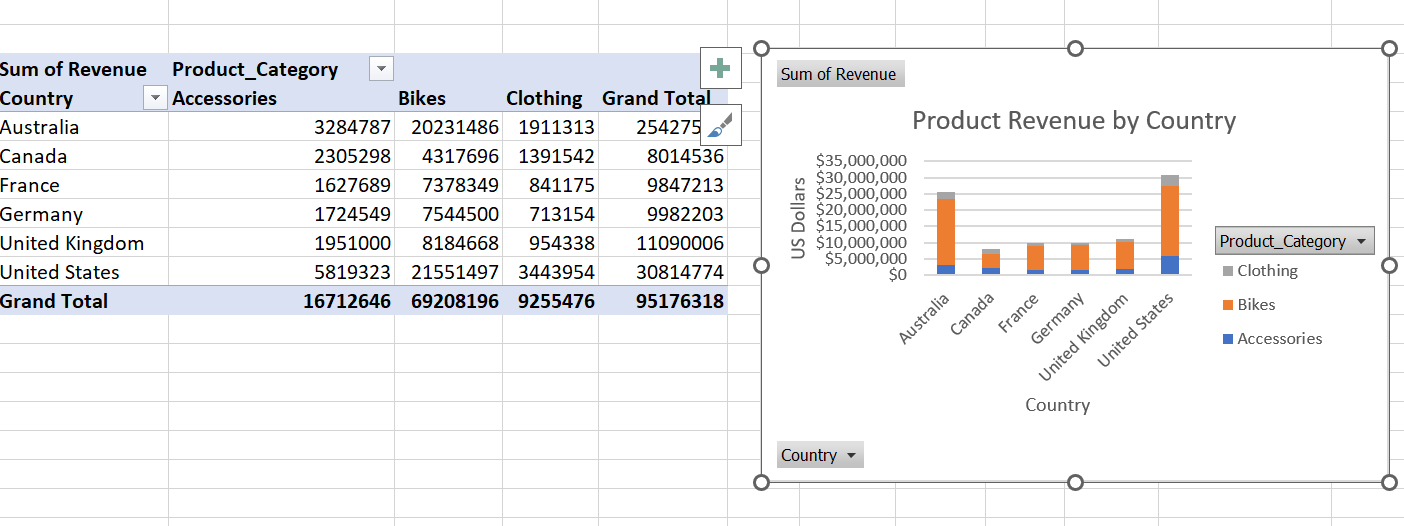 Sum of Revenue Product_Category
Country Accessories Bikes Clothing Grand Total
Australia 3284787 20231486 1911313 254275
Canada 2305298 4317696 1391542 8014536
France 1627689 7378349 841175 9847213
Germany 1724549 7544500 713154 9982203
United Kingdom 1951000 8184668 954338 11090006
United States 5819323 21551497 3443954 30814774
Grand Total 16712646 69208196 9255476 95176318
Sum of Revenue
Product Revenue by Country
US Dollars
$35,000,000
$30,000,000
$25,000,000
$20,000,000
$15,000,000
$10,000,000
$5,000,000
$0
Australia
Canada
France
Germany
United Kingdom
United States
Country
Product_Category
Clothing
Bikes
Accessories
Country